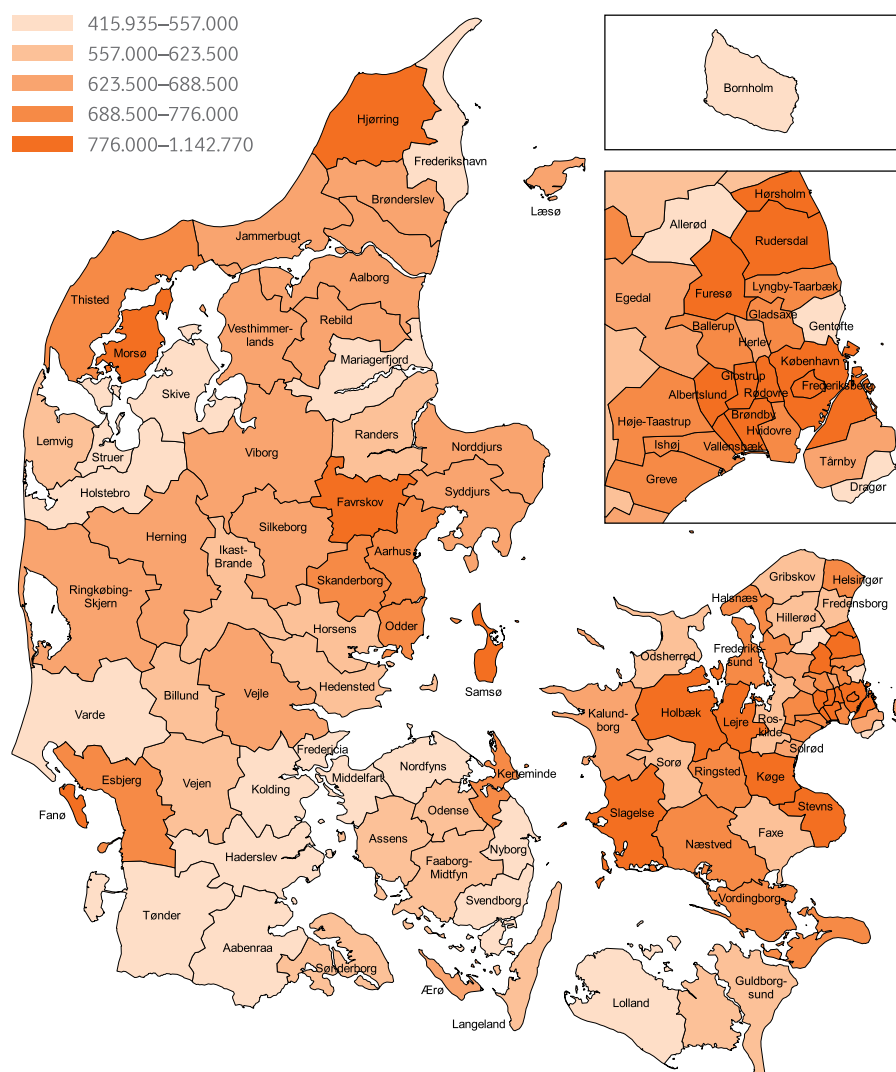 415.935–557.000
557.000–623.500
623.500–688.500
688.500–776.000
776.000–1.142.770
Bornholm
Hjørring
Frederikshavn
Læsø
Brønderslev
Jammerbugt
Aalborg
Thisted
Vesthimmer-
lands
Rebild
Morsø
Mariagerfjord
Skive
Lemvig
Struer
Randers
Viborg
Norddjurs
Holstebro
Favrskov
Syddjurs
Herning
Ikast-
Brande
Silkeborg
Aarhus
Skanderborg
Ringkøbing-
Skjern
Horsens
Odder
Hedensted
Samsø
Varde
Billund
Vejle
Fredericia
Esbjerg
Vejen
Kolding
Middelfart
Nordfyns
Kerteminde
Fanø
Odense
Assens
Nyborg
Haderslev
Faaborg-
Midtfyn
Svendborg
Tønder
Aabenraa
Sønderborg
Ærø
Langeland
Hørsholm
Allerød
Rudersdal
Egedal
Furesø
Lyngby-Taarbæk
Gladsaxe
Ballerup
Gentofte
Herlev
København
Glostrup
Frederiksberg
Albertslund
Rødovre
Brøndby
Høje-Taastrup
Hvidovre
Ishøj
Vallensbæk
Tårnby
Greve
Dragør
Gribskov
Helsingør
Halsnæs
Fredensborg
Hillerød
Frederiks-
sund
Odsherred
Kalund-
borg
Holbæk
Lejre
Ros-
kilde
Solrød
Sorø
Ringsted
Køge
Slagelse
Stevns
Næstved
Faxe
Vordingborg
Guldborg-
sund
Lolland